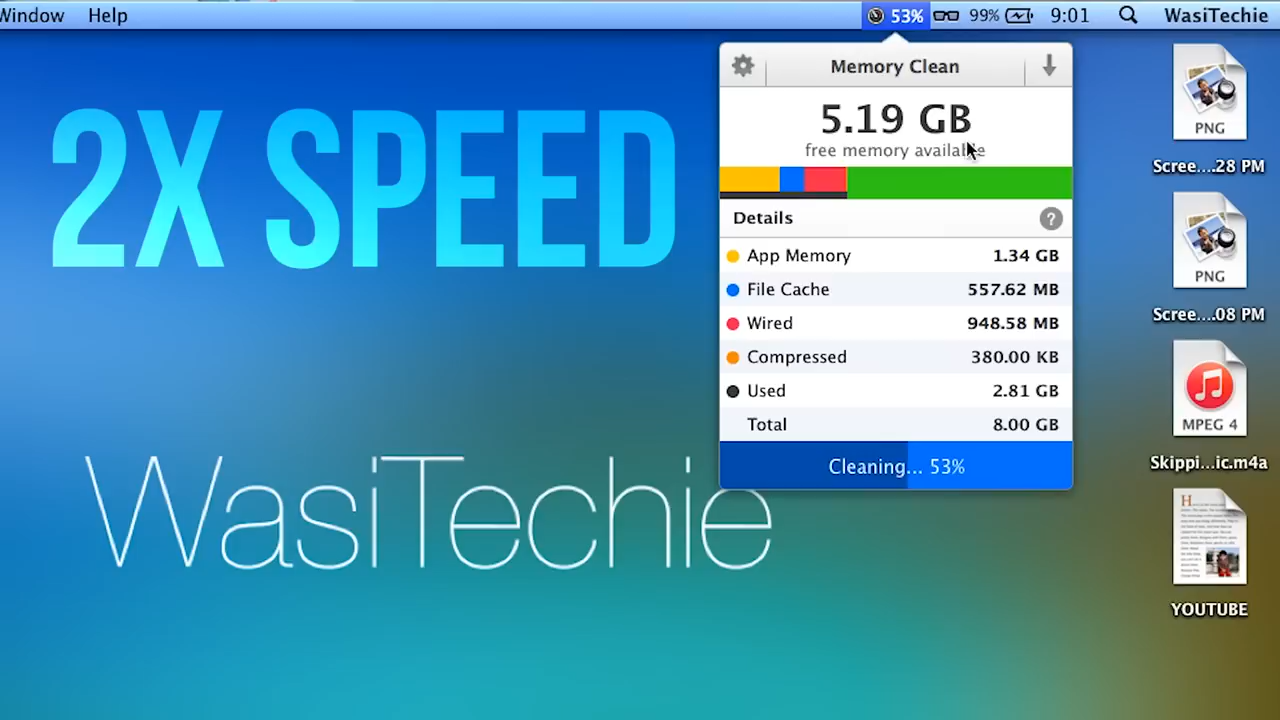 Window Help 53% 99% 9:01 WasiTechie
Memory Clean
5.19 GB
free memory available
Details ?
App Memory 1.34 GB
File Cache 557.62 MB
Wired 948.58 MB
Compressed 380.00 KB
Used 2.81 GB
Total 8.00 GB
Cleaning... 53%
2X SPEED
WasiTechie
PNG
Scree....28 PM
PNG
Scree....08 PM
MPEG 4
Skippi...ic.m4a
YOUTUBE